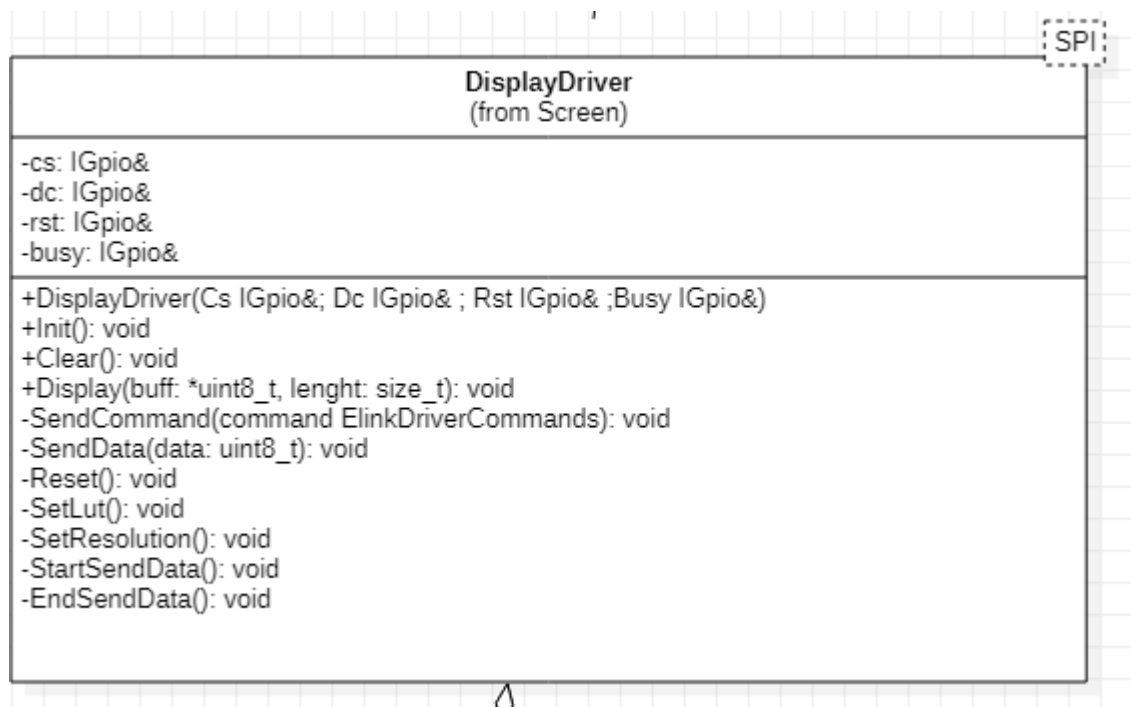 SPI
DisplayDriver
(from Screen)
-cs: IGpio&
-dc: IGpio&
-rst: IGpio&
-busy: IGpio&
+DisplayDriver(Cs IGpio&; Dc IGpio& ; Rst IGpio& ;Busy IGpio&)
+Init(): void
+Clear(): void
+Display(buff: *uint8_t, lenght: size_t): void
-SendCommand(command ElinkDriverCommands): void
-SendData(data: uint8_t): void
-Reset(): void
-SetLut(): void
-SetResolution(): void
-StartSendData(): void
-EndSendData(): void